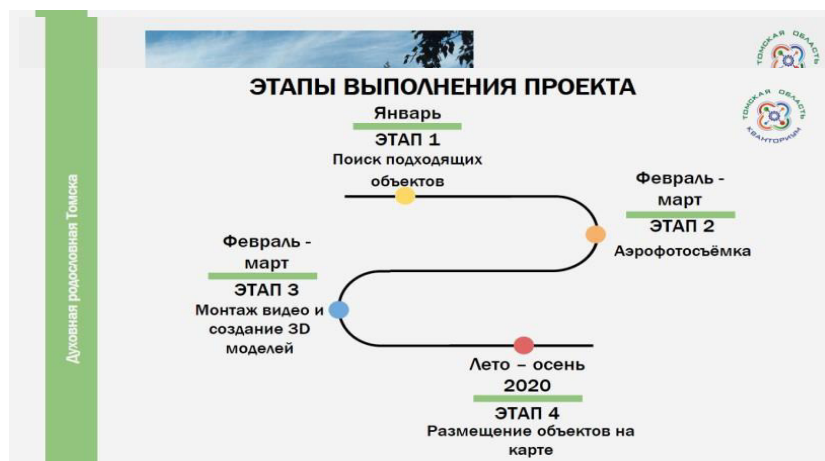 ТОМСКАЯ ОБЛАСТЬ
ЭТАПЫ ВЫПОЛНЕНИЯ ПРОЕКТА
ТОМСКАЯ ОБЛАСТЬ
КВАНТОРИУМ
Январь
ЭТАП 1
Поиск подходящих
объектов
Февраль -
март
ЭТАП 2
Аэрофотосъёмка
Февраль -
март
ЭТАП 3
Монтаж видео и
создание 3D
моделей
Лето – осень
2020
ЭТАП 4
Размещение объектов на
карте
Духовная родословная Томска